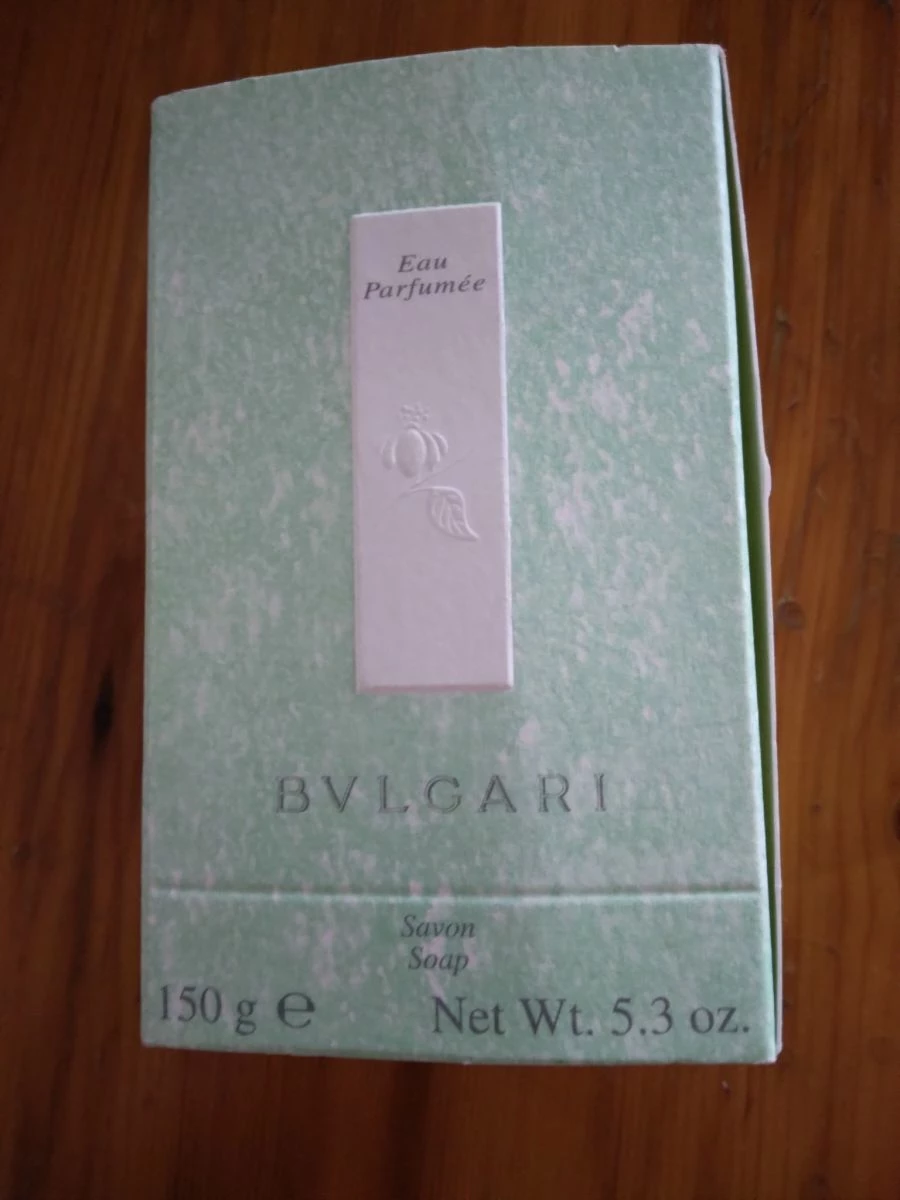 Eau
Parfumée
BVLGARI
Savon
Soap
150 g ℮
Net Wt. 5.3 oz.